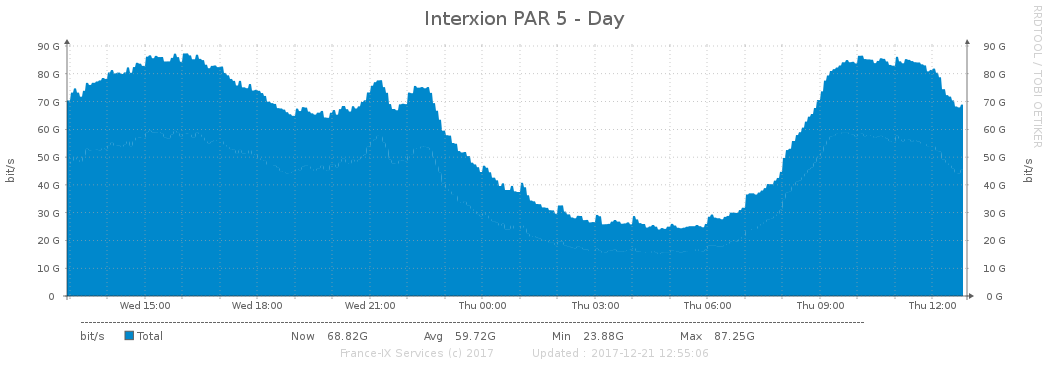 Interxion PAR 5 - Day
RRDTOOL / TOBI OETIKER
90 G 90 G
80 G 80 G
70 G 70 G
60 G 60 G
50 G 50 G
40 G 40 G
30 G 30 G
20 G 20 G
10 G 10 G
0 0 G
bit/s bit/s
Wed 15:00 Wed 18:00 Wed 21:00 Thu 00:00 Thu 03:00 Thu 06:00 Thu 09:00 Thu 12:00
bit/s Total Now 68.82G Avg 59.72G Min 23.88G Max 87.25G
France-IX Services (c) 2017 Updated : 2017-12-21 12:55:06